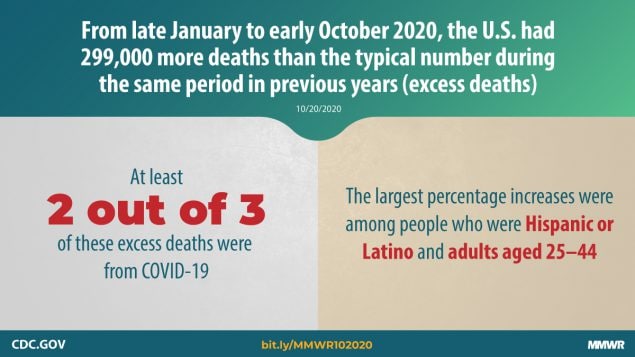 From late January to early October 2020, the U.S. had
299,000 more deaths than the typical number during
the same period in previous years (excess deaths)
10/20/2020
At least
2 out of 3
of these excess deaths were
from COVID-19
The largest percentage increases were
among people who were Hispanic or
Latino and adults aged 25–44
CDC.GOV
bit.ly/MMWR102020
MMWR